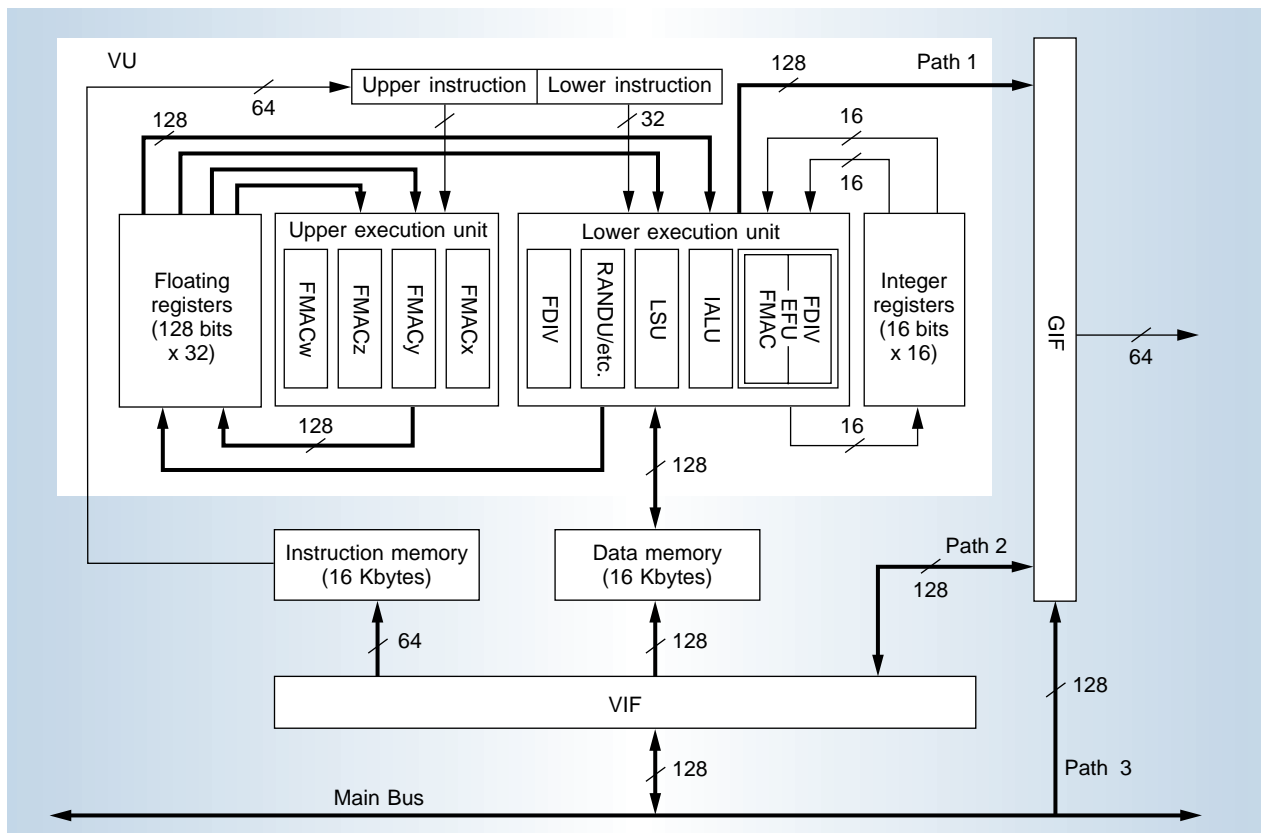 VU
64
Upper instruction
Lower instruction
128
Path 1
128
32
16
16
Floating
registers
(128 bits
x 32)
Upper execution unit
FMACw
FMACz
FMACy
FMACx
Lower execution unit
FDIV
RANDU/etc.
LSU
IALU
FMAC
EFU
FDIV
Integer
registers
(16 bits
x 16)
GIF
64
128
16
128
Instruction memory
(16 Kbytes)
Data memory
(16 Kbytes)
Path 2
128
64
128
VIF
128
128
Path 3
Main Bus